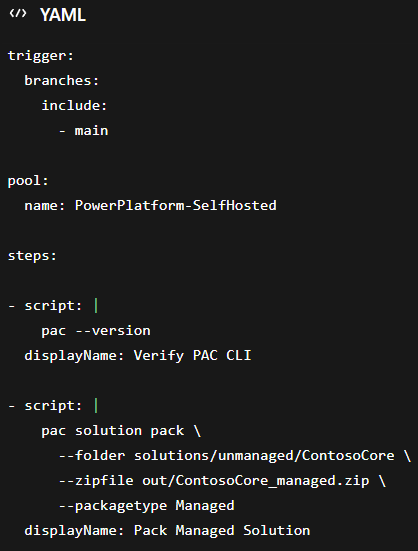 </> YAML
trigger:
  branches:
    include:
      - main
pool:
  name: PowerPlatform-SelfHosted
steps:
- script: |
    pac --version
  displayName: Verify PAC CLI
- script: |
    pac solution pack \
      --folder solutions/unmanaged/ContosoCore \
      --zipfile out/ContosoCore_managed.zip \
      --packagetype Managed
  displayName: Pack Managed Solution